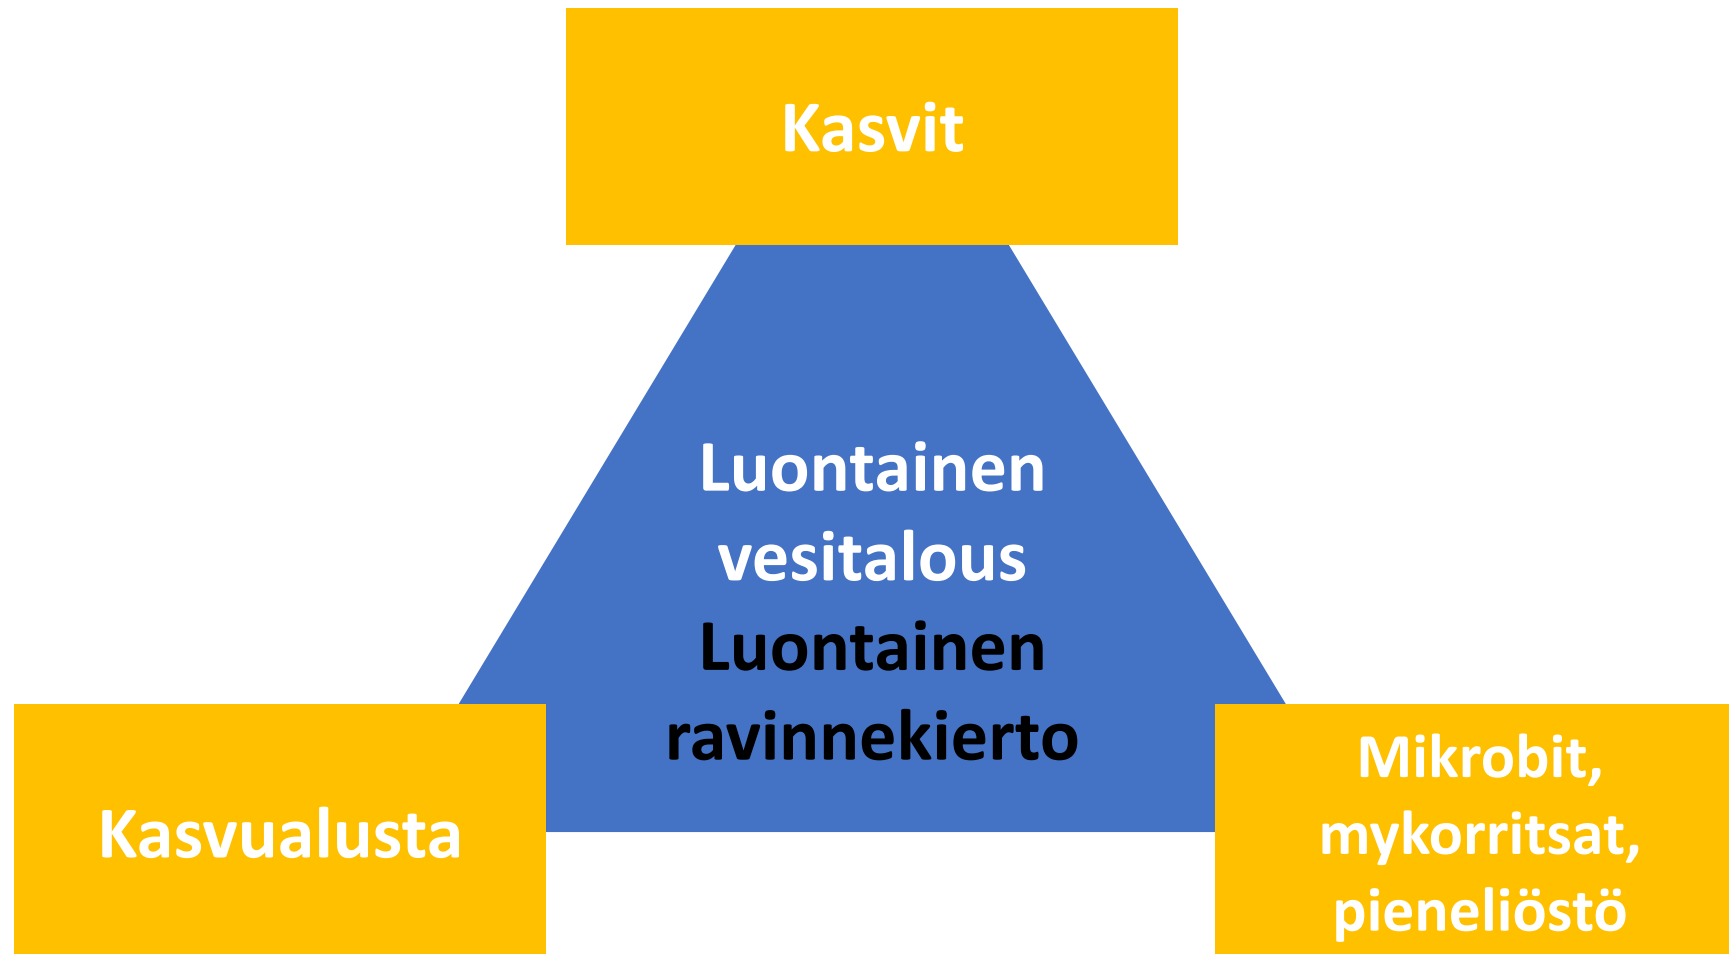 Kasvit
Luontainen
vesitalous
Luontainen
ravinnekierto
Kasvualusta
Mikrobit,
mykorritsat,
pieneliöstö